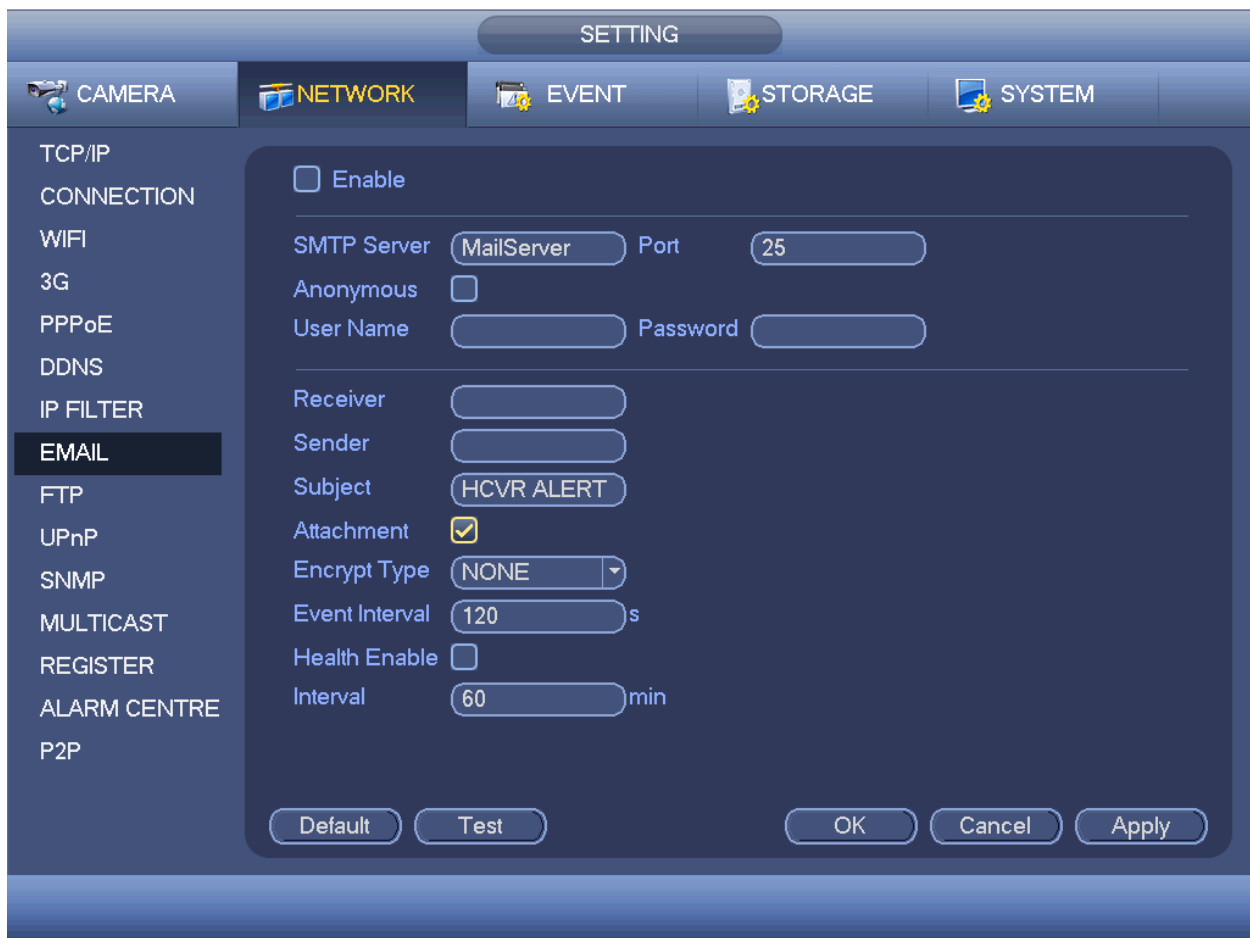 SETTING
CAMERA NETWORK EVENT STORAGE SYSTEM
TCP/IP
CONNECTION
WIFI
3G
PPPoE
DDNS
IP FILTER
EMAIL
FTP
UPnP
SNMP
MULTICAST
REGISTER
ALARM CENTRE
P2P
Enable
SMTP Server MailServer Port 25
Anonymous
User Name Password
Receiver
Sender
Subject HCVR ALERT
Attachment
Encrypt Type NONE
Event Interval 120 s
Health Enable
Interval 60 min
Default Test OK Cancel Apply